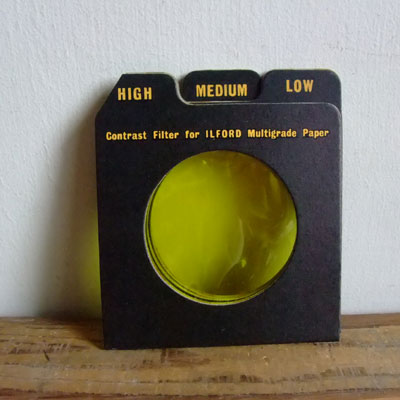 HIGH MEDIUM LOW
Contrast Filter for ILFORD Multigrade Paper